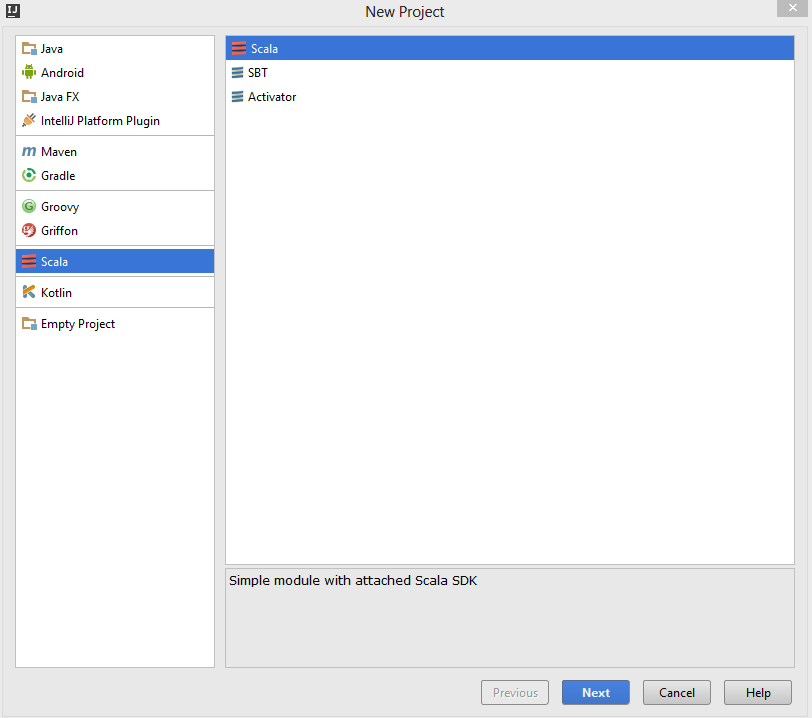 IJ
New Project
Java
Android
Java FX
IntelliJ Platform Plugin
m Maven
Gradle
G Groovy
Griffon
Scala
Kotlin
Empty Project
Scala
SBT
Activator
Simple module with attached Scala SDK
Previous
Next
Cancel
Help